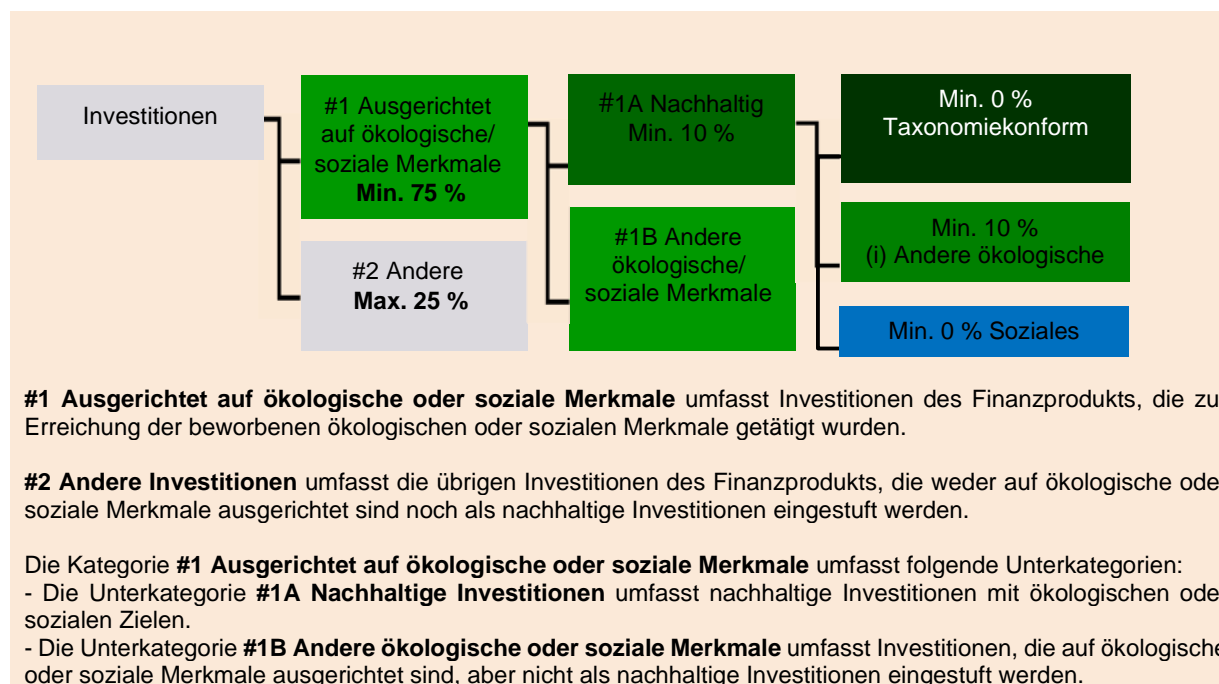 Investitionen
#1 Ausgerichtet
auf ökologische/
soziale Merkmale
Min. 75 %
#2 Andere
Max. 25 %
#1A Nachhaltig
Min. 10 %
#1B Andere
ökologische/
soziale Merkmale
Min. 0 %
Taxonomiekonform
Min. 10 %
(i) Andere ökologische
Min. 0 % Soziales
#1 Ausgerichtet auf ökologische oder soziale Merkmale umfasst Investitionen des Finanzprodukts, die zu
Erreichung der beworbenen ökologischen oder sozialen Merkmale getätigt wurden.
#2 Andere Investitionen umfasst die übrigen Investitionen des Finanzprodukts, die weder auf ökologische ode
soziale Merkmale ausgerichtet sind noch als nachhaltige Investitionen eingestuft werden.
Die Kategorie #1 Ausgerichtet auf ökologische oder soziale Merkmale umfasst folgende Unterkategorien:
- Die Unterkategorie #1A Nachhaltige Investitionen umfasst nachhaltige Investitionen mit ökologischen ode
sozialen Zielen.
- Die Unterkategorie #1B Andere ökologische oder soziale Merkmale umfasst Investitionen, die auf ökologische
oder soziale Merkmale ausgerichtet sind, aber nicht als nachhaltige Investitionen eingestuft werden.